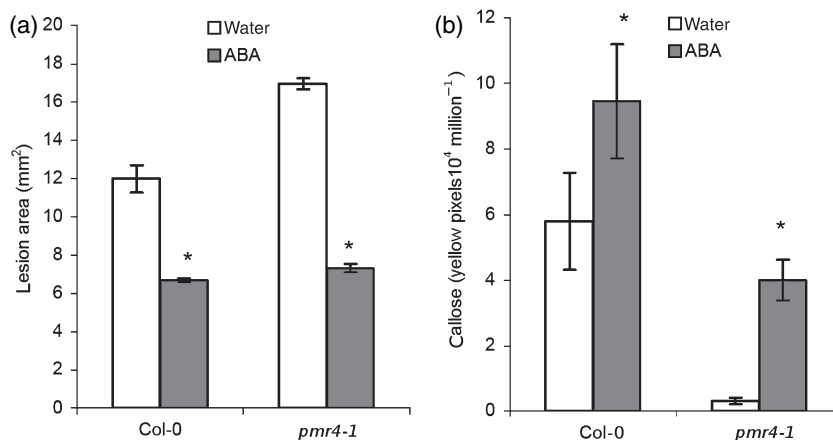 (a)
Water
ABA
Lesion area (mm²)
20
18
16
14
12
10
8
6
4
2
0
*
*
Col-0
pmr4-1
(b)
Water
ABA
Callose (yellow pixels10⁴ million⁻¹)
12
10
8
6
4
2
0
*
*
Col-0
pmr4-1